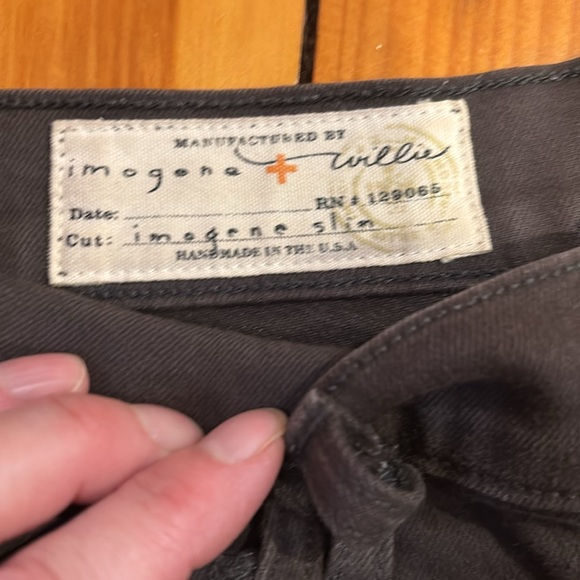 MANUFACTURED BY
imogene + willie
Date: RN # 129065
Cut: imogene slim
HANDMADE IN THE U.S.A